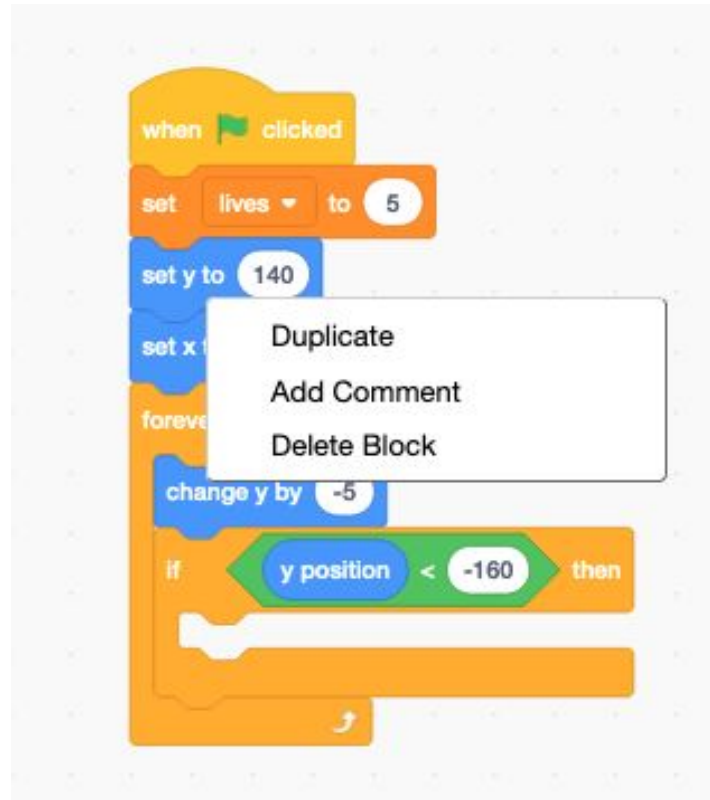 when clicked
set lives to 5
set y to 140
set x
Duplicate
Add Comment
Delete Block
change y by -5
if y position < -160 then